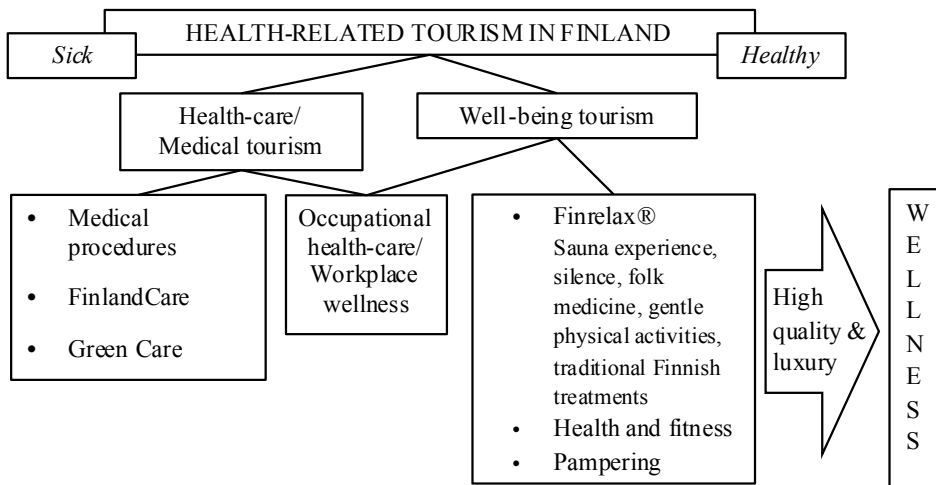 HEALTH-RELATED TOURISM IN FINLAND
Sick
Healthy
Health-care/
Medical tourism
Well-being tourism
• Medical
procedures
• FinlandCare
• Green Care
Occupational
health-care/
Workplace
wellness
• Finrelax®
Sauna experience,
silence, folk
medicine, gentle
physical activities,
traditional Finnish
treatments
• Health and fitness
• Pampering
High
quality &
luxury
W
E
L
L
N
E
S
S